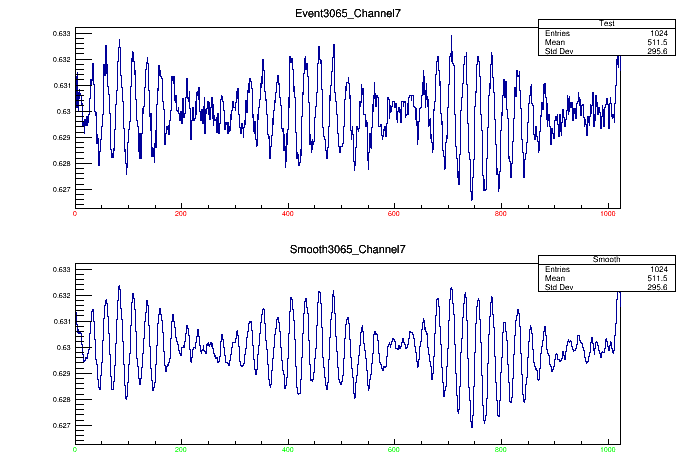 Event3065_Channel7
Test
Entries 1024
Mean 511.5
Std Dev 295.6
0.633
0.632
0.631
0.63
0.629
0.628
0.627
0 200 400 600 800 1000
Smooth3065_Channel7
Smooth
Entries 1024
Mean 511.5
Std Dev 295.6
0.633
0.632
0.631
0.63
0.629
0.628
0.627
0 200 400 600 800 1000